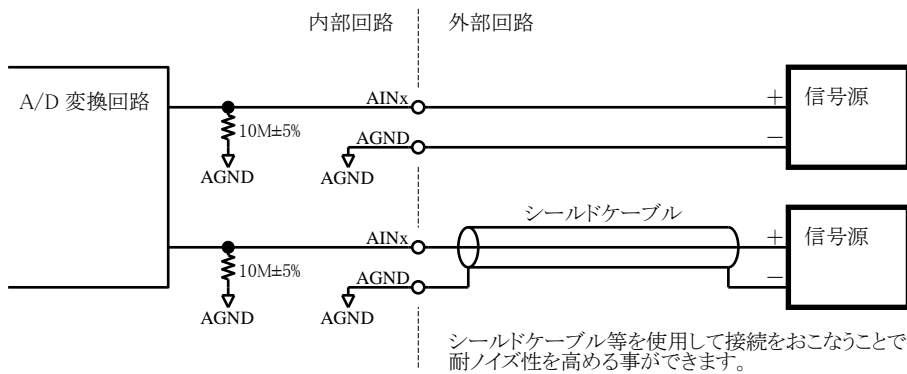 内部回路
外部回路
A/D 変換回路
AINx
+
信号源
10M±5%
AGND
−
AGND
AGND
シールドケーブル
AINx
+
信号源
10M±5%
AGND
−
AGND
AGND
シールドケーブル等を使用して接続をおこなうことで
耐ノイズ性を高める事ができます。